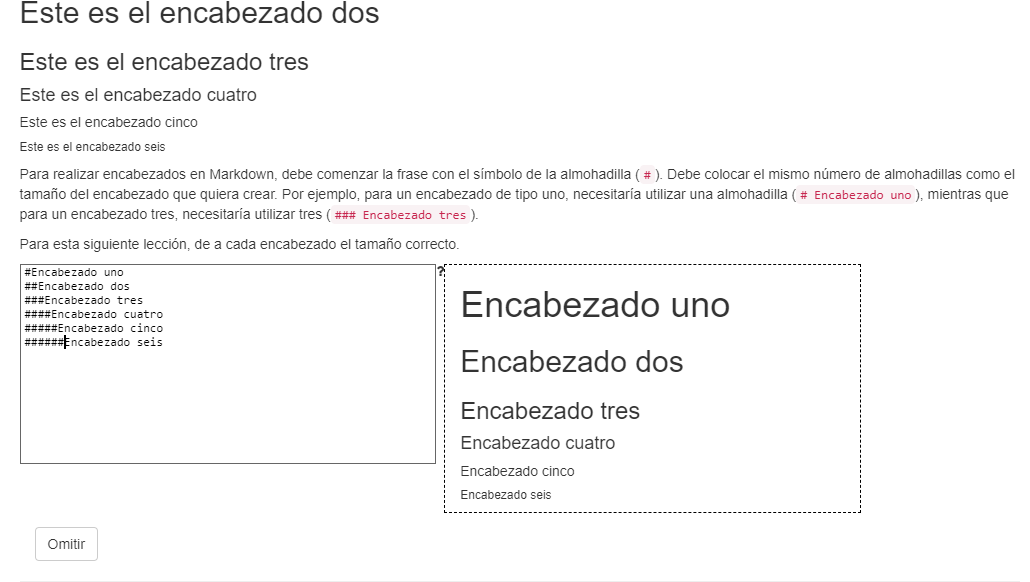 Este es el encabezado dos
Este es el encabezado tres
Este es el encabezado cuatro
Este es el encabezado cinco
Este es el encabezado seis
Para realizar encabezados en Markdown, debe comenzar la frase con el símbolo de la almohadilla ( # ). Debe colocar el mismo número de almohadillas como el
tamaño del encabezado que quiera crear. Por ejemplo, para un encabezado de tipo uno, necesitaría utilizar una almohadilla ( # Encabezado uno ), mientras que
para un encabezado tres, necesitaría utilizar tres ( ### Encabezado tres ).
Para esta siguiente lección, de a cada encabezado el tamaño correcto.
#Encabezado uno
##Encabezado dos
###Encabezado tres
####Encabezado cuatro
#####Encabezado cinco
######Encabezado seis
?
Encabezado uno
Encabezado dos
Encabezado tres
Encabezado cuatro
Encabezado cinco
Encabezado seis
Omitir